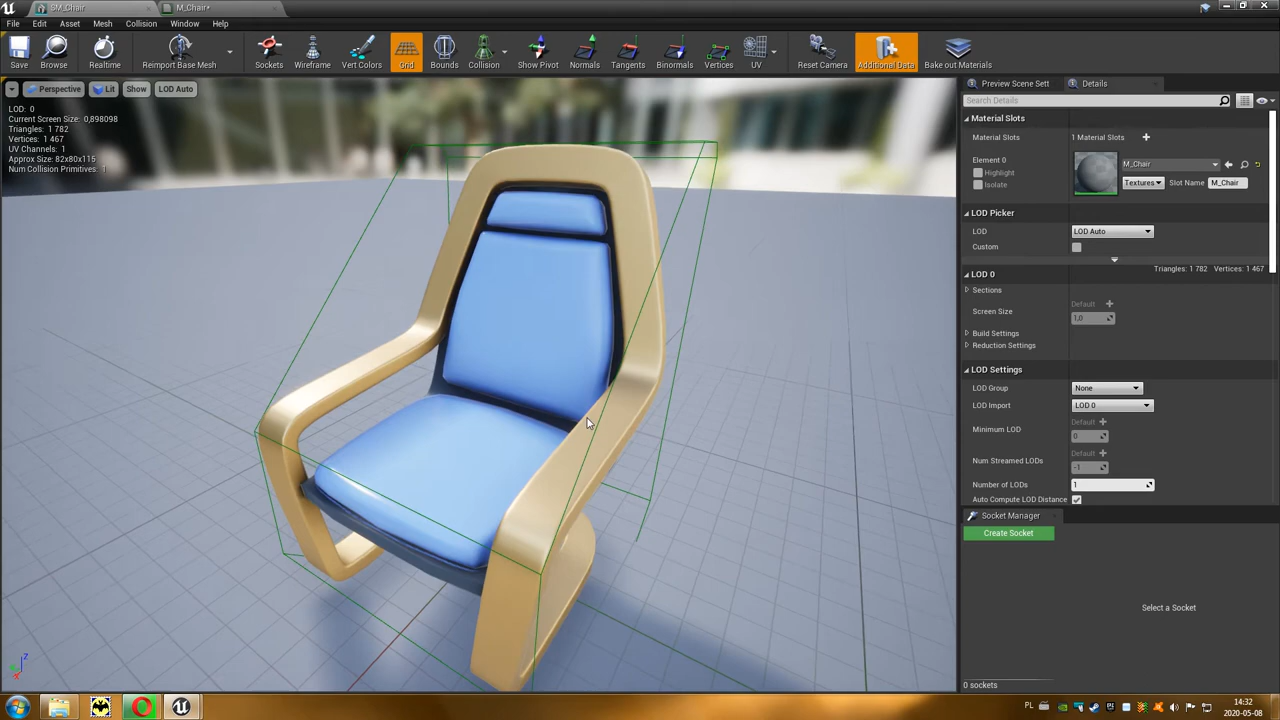 SM_Chair
M_Chair*
File Edit Asset Mesh Collision Window Help
Save
Browse
Realtime
Reimport Base Mesh
Sockets
Wireframe
Vert Colors
Grid
Bounds
Collision
Show Pivot
Normals
Tangents
Binormals
Vertices
UV
Reset Camera
Additional Data
Bake out Materials
Perspective
Lit
Show
LOD Auto
LOD: 0
Current Screen Size: 0,898098
Triangles: 1 782
Vertices: 1 467
UV Channels: 1
Approx Size: 82x80x115
Num Collision Primitives: 1
Preview Scene Sett
Details
Search Details
Material Slots
Material Slots 1 Material Slots
Element 0
Highlight
Isolate
M_Chair
Textures Slot Name M_Chair
LOD Picker
LOD LOD Auto
Custom
Triangles: 1 782 Vertices: 1 467
LOD 0
Sections
Default
Screen Size 1,0
Build Settings
Reduction Settings
LOD Settings
LOD Group None
LOD Import LOD 0
Default
Minimum LOD 0
Default
Num Streamed LODs -1
Number of LODs 1
Auto Compute LOD Distance
Socket Manager
Create Socket
Select a Socket
0 sockets
Z
X
PL
14:32
2020-05-08